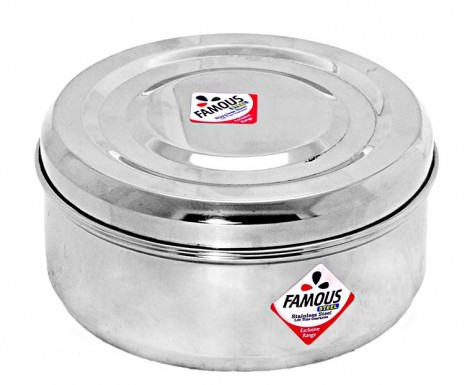 FAMOUS
STEEL
Stainless Steel
Life Time Guarantee
Exclusive
Range
FAMOUS
STEEL
Stainless Steel
Life Time Guarantee
Exclusive
Range